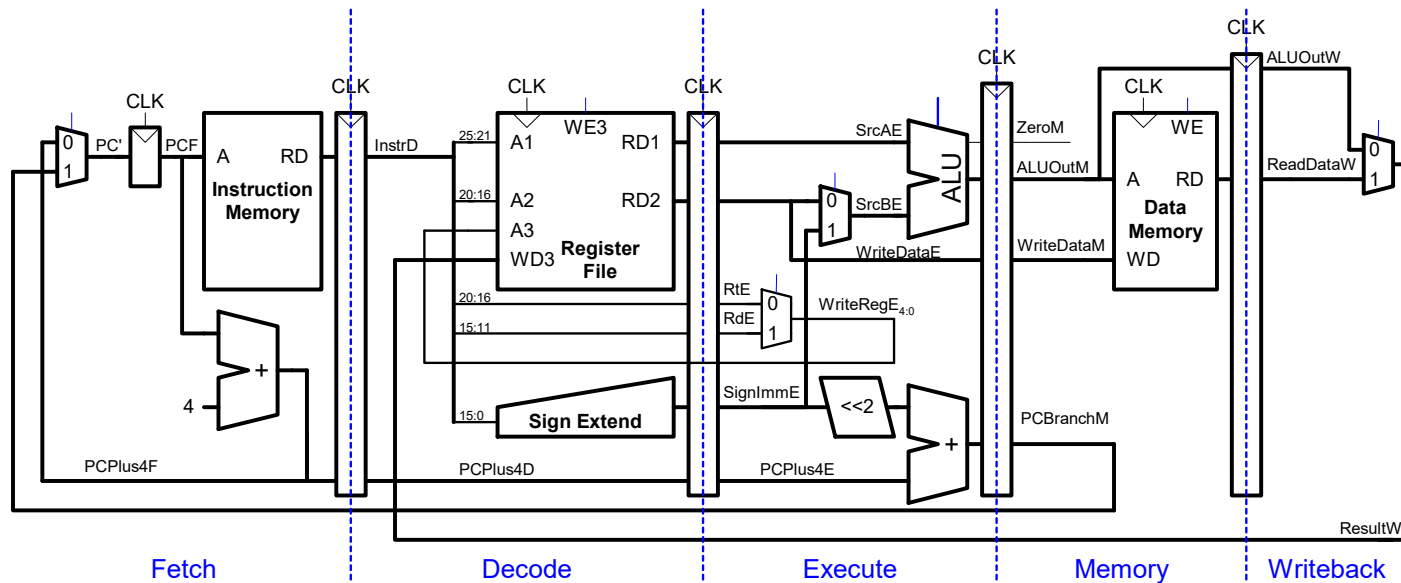 CLK
CLK
ALUOutW
CLK
CLK
CLK
CLK
CLK
CLK
0
1
PC'
PCF
A
RD
Instruction
Memory
InstrD
25:21
A1
WE3
RD1
20:16
A2
RD2
A3
WD3
Register
File
SrcAE
0
1
SrcBE
ALU
ZeroM
ALUOutM
WE
A
RD
Data
Memory
WD
WriteDataE
WriteDataM
ReadDataW
0
1
20:16
RtE
0
15:11
RdE
1
WriteRegE4:0
4
+
15:0
Sign Extend
SignImmE
<<2
+
PCBranchM
PCPlus4F
PCPlus4D
PCPlus4E
ResultW
Fetch
Decode
Execute
Memory
Writeback